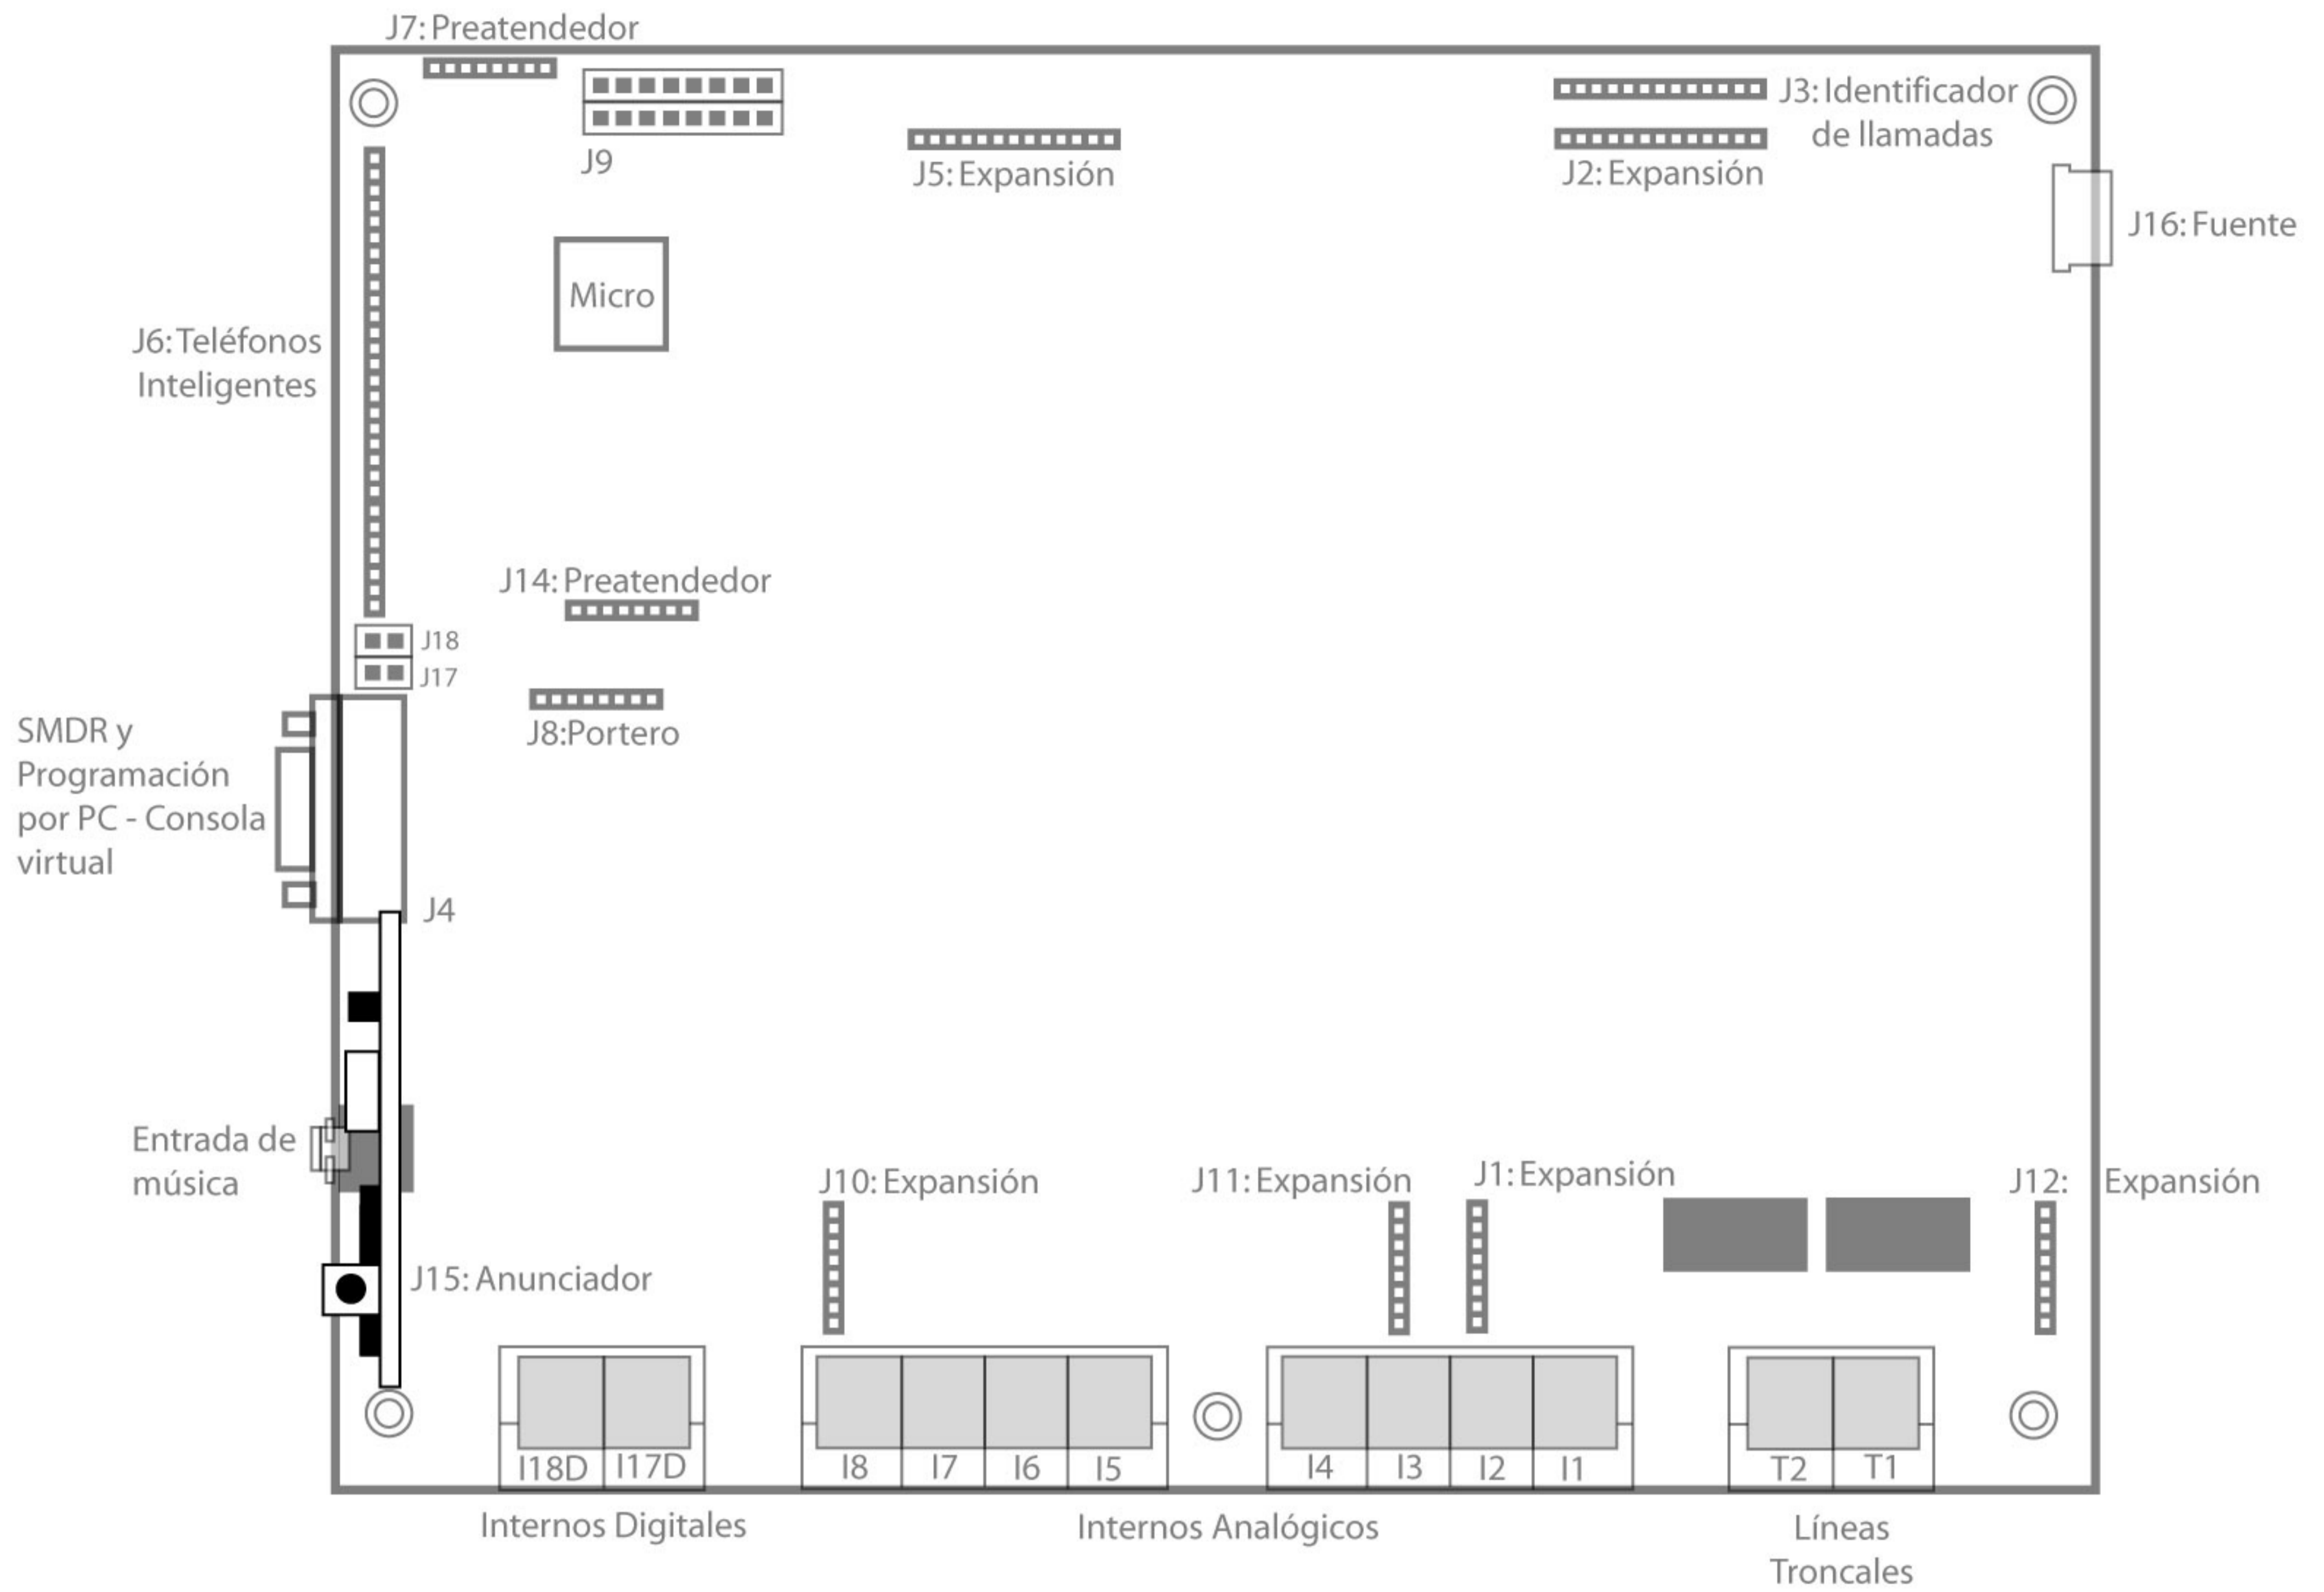 J7: Preatendedor
J3: Identificador
de llamadas
J9
J5: Expansión
J2: Expansión
J16: Fuente
Micro
J6: Teléfonos
Inteligentes
J14: Preatendedor
J18
J17
J8:Portero
SMDR y
Programación
por PC - Consola
virtual
J4
Entrada de
música
J10: Expansión
J11: Expansión
J1: Expansión
J12: Expansión
J15: Anunciador
I18D I17D
I8 I7 I6 I5
I4 I3 I2 I1
T2 T1
Internos Digitales
Internos Analógicos
Líneas
Troncales